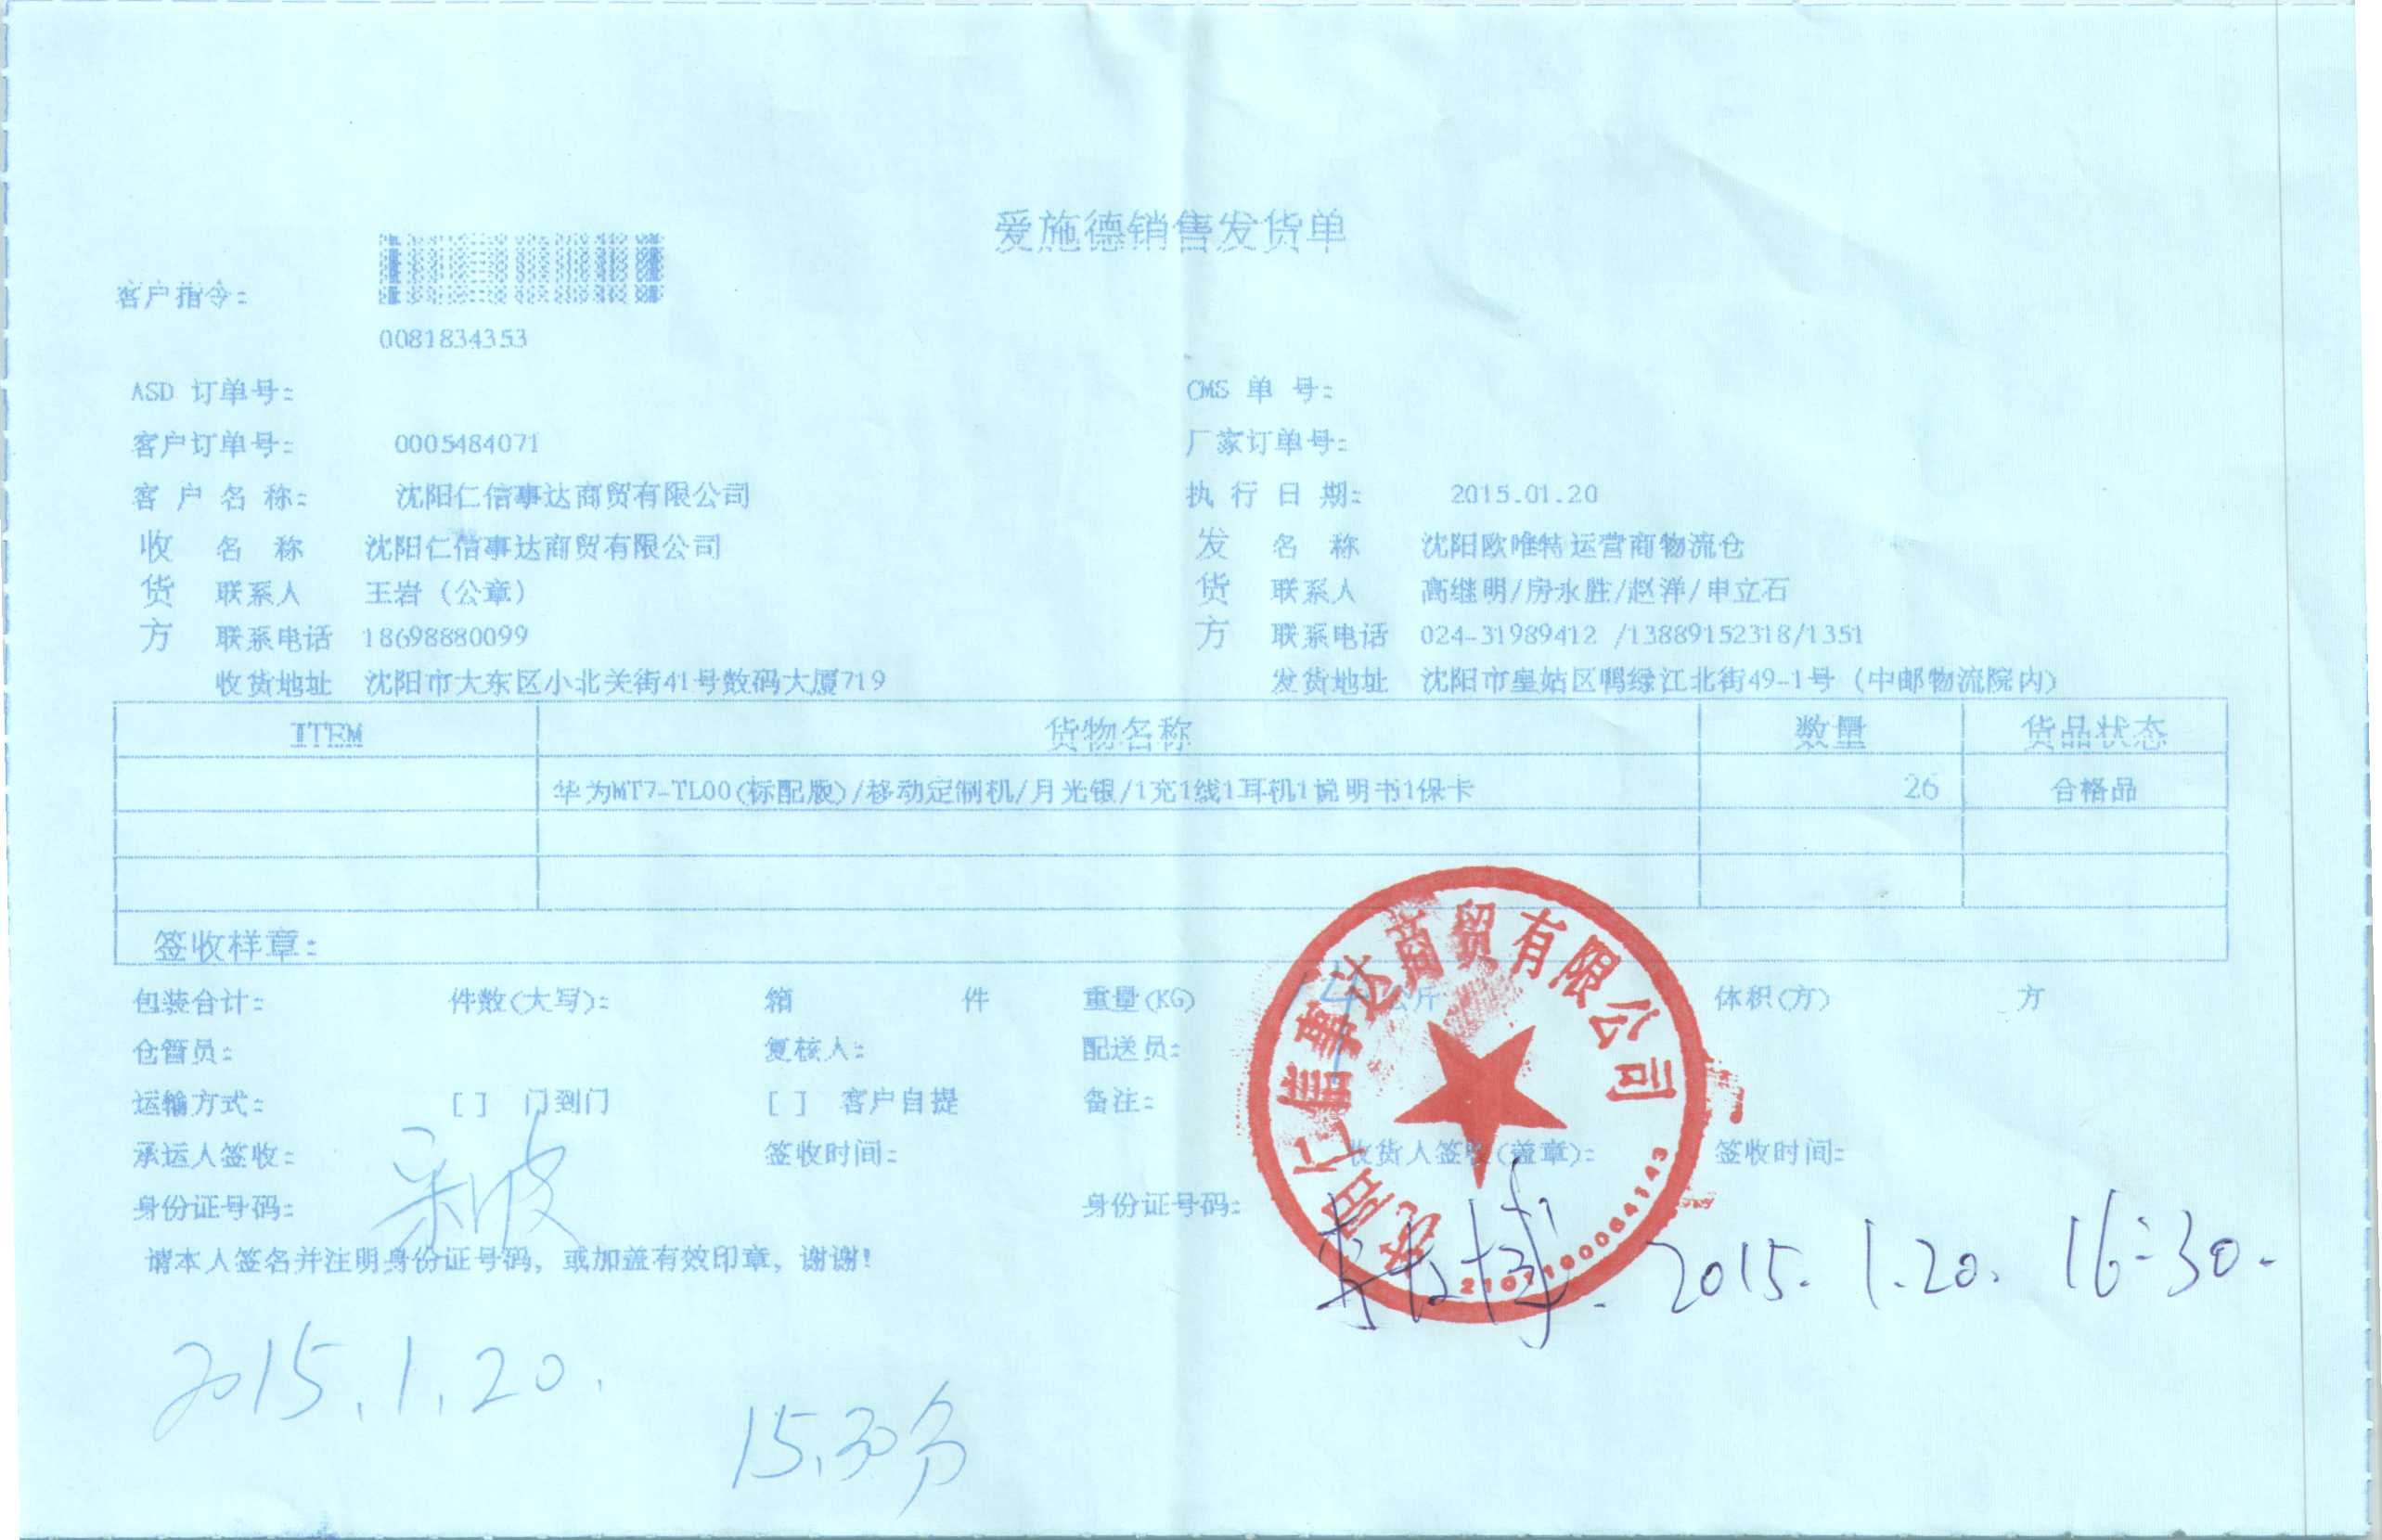 爱施德销售发货单
客户指令:
0081834353
ASD 订单号: CMS 单 号:
客户订单号: 0005484071 厂家订单号:
客 户 名 称: 沈阳仁信事达商贸有限公司 执 行 日 期: 2015.01.20
收 名 称 沈阳仁信事达商贸有限公司 发 名 称 沈阳欧唯特运营商物流仓
货 联系人 王岩（公章） 货 联系人 高继明/房永胜/赵洋/申立石
方 联系电话 18698880099 方 联系电话 024-31989412 /13889152318/1351
收货地址 沈阳市大东区小北关街41号数码大厦719 发货地址 沈阳市皇姑区鸭绿江北街49-1号（中邮物流院内）
ITEM 货物名称 数量 货品状态
华为MT7-TL00(标配版)/移动定制机/月光银/1充1线1耳机1说明书1保卡 26 合格品
签收样章:
包装合计: 件数(大写): 箱 件 重量(KG) 公斤 体积(方) 方
仓管员: 复核人: 配送员:
运输方式: [ ] 门到门 [ ] 客户自提 备注:
承运人签收: 签收时间: 收货人签收(盖章): 签收时间:
身份证号码: 身份证号码:
请本人签名并注明身份证号码，或加盖有效印章，谢谢!
沈阳仁信事达商贸有限公司
2015.1.20. 16:30.
2015.1.20.
15.30分